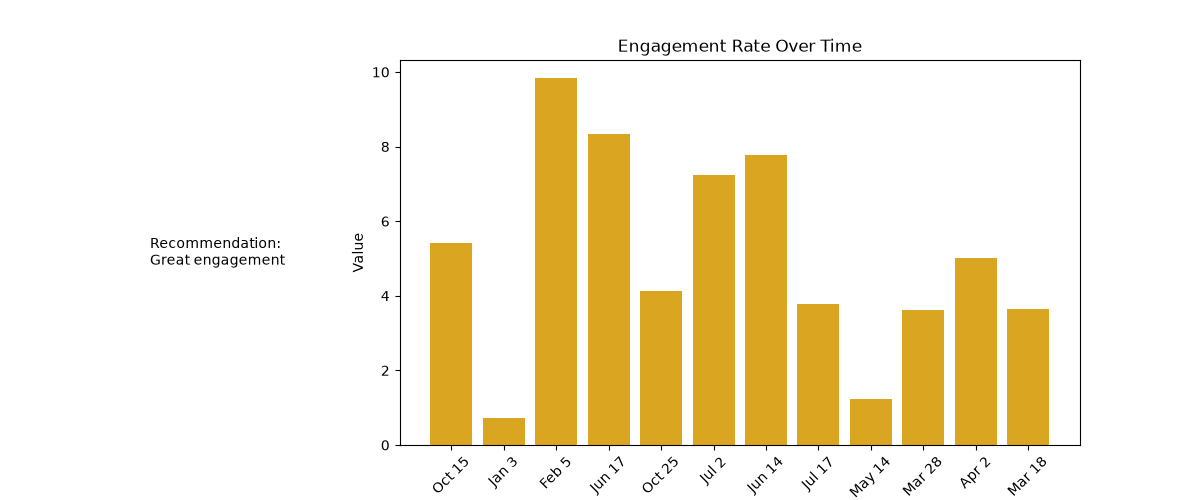 Engagement Rate Over Time
Recommendation:
Great engagement
Value
10
8
6
4
2
0
Oct 15
Jan 3
Feb 5
Jun 17
Oct 25
Jul 2
Jun 14
Jul 17
May 14
Mar 28
Apr 2
Mar 18